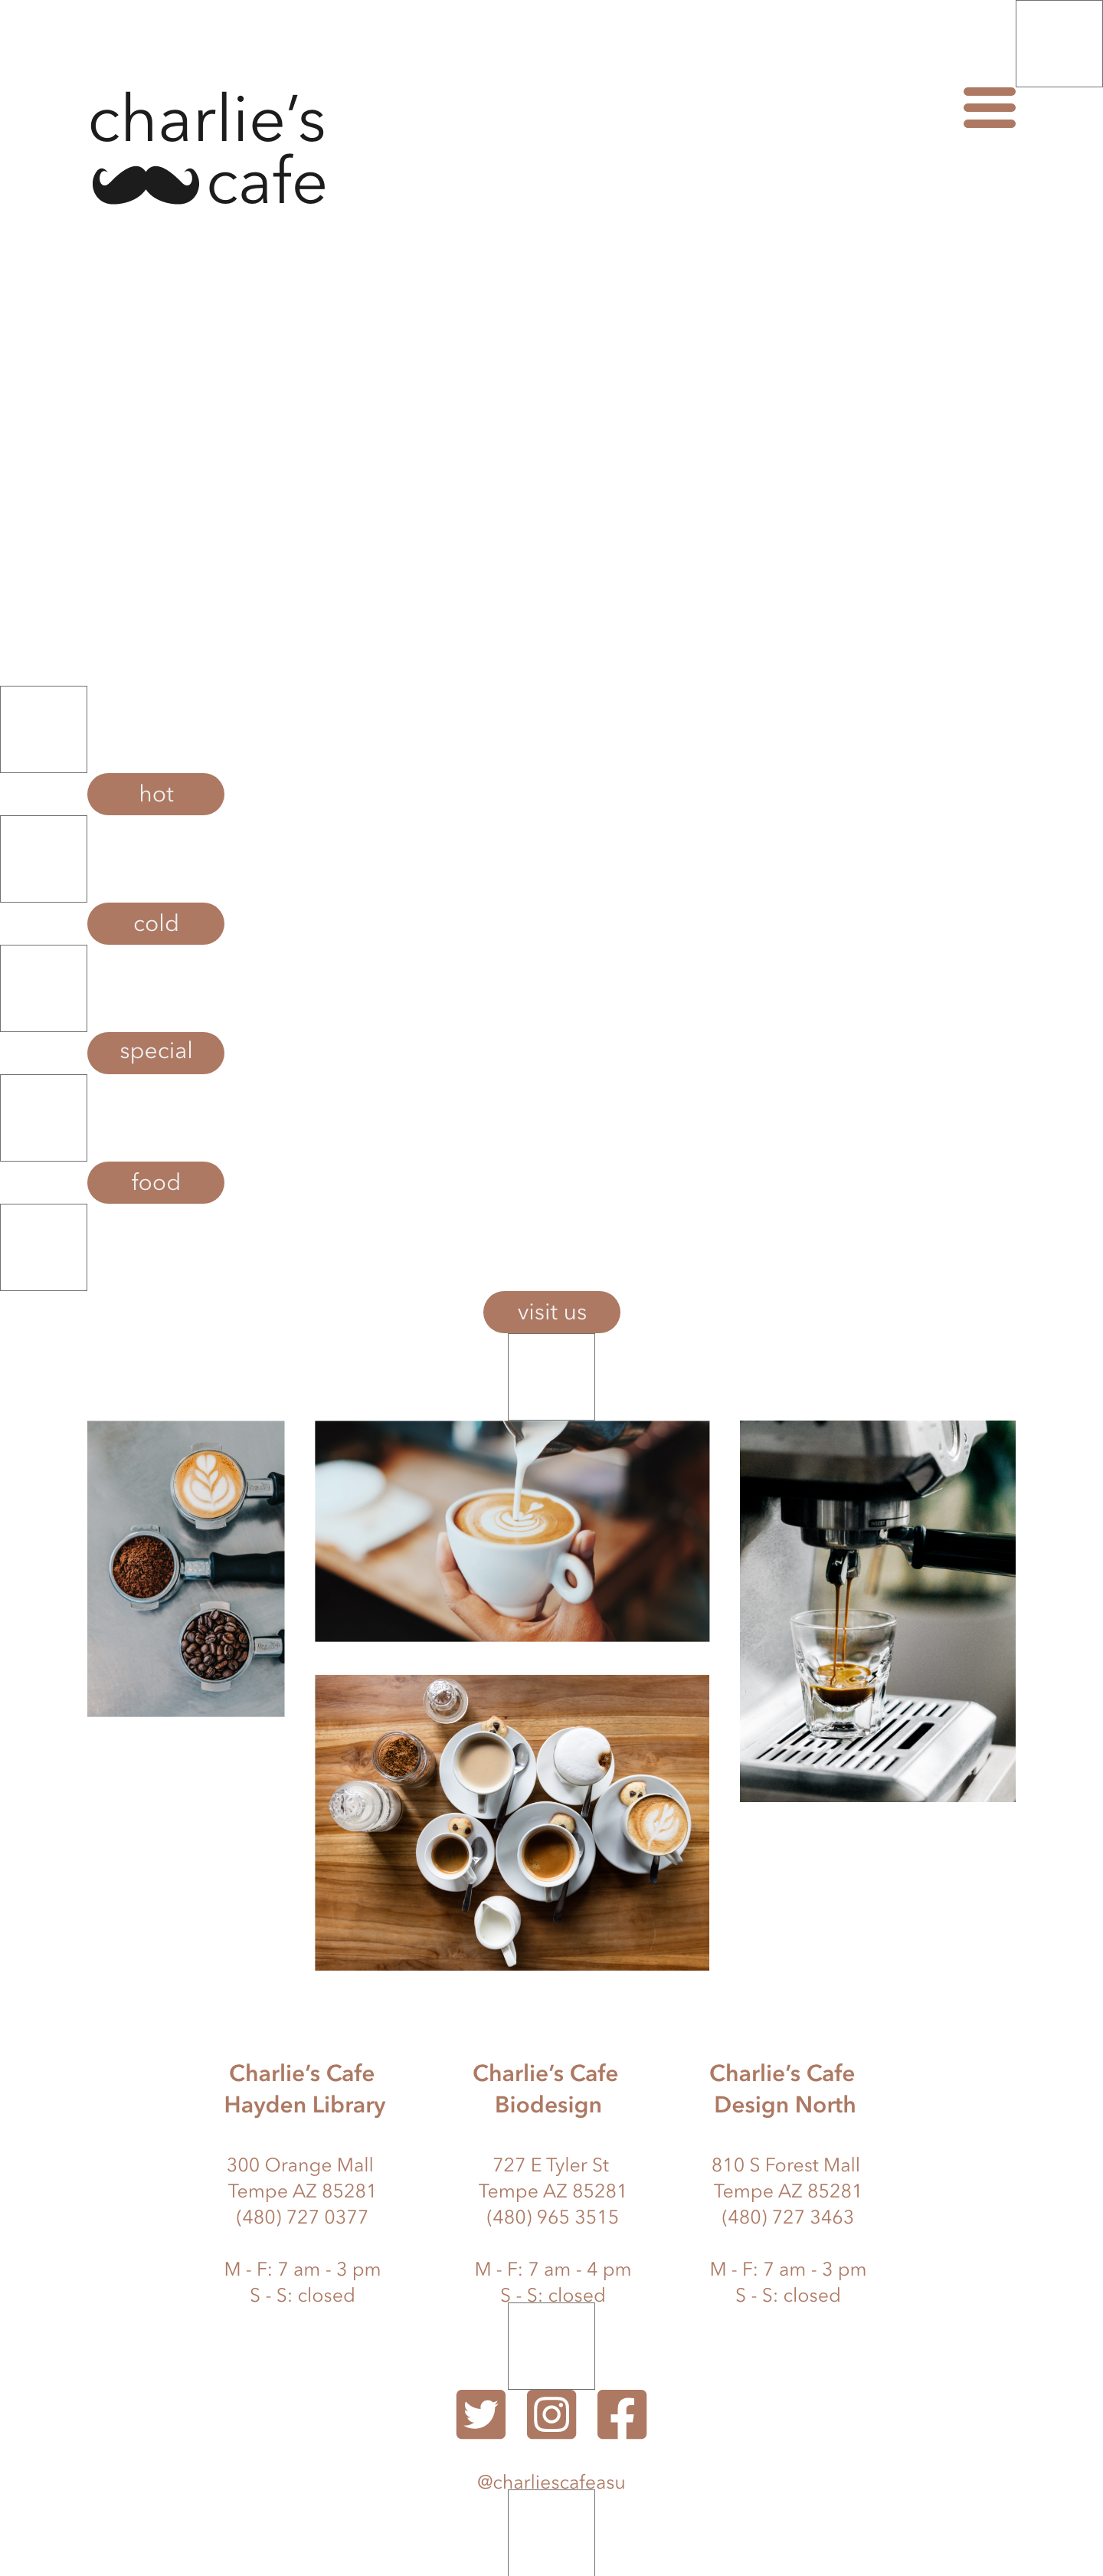 charlie’s
cafe
hot
cold
special
food
visit us
Charlie’s Cafe
Hayden Library
300 Orange Mall
Tempe AZ 85281
(480) 727 0377
M - F: 7 am - 3 pm
S - S: closed
Charlie’s Cafe
Biodesign
727 E Tyler St
Tempe AZ 85281
(480) 965 3515
M - F: 7 am - 4 pm
S - S: closed
Charlie’s Cafe
Design North
810 S Forest Mall
Tempe AZ 85281
(480) 727 3463
M - F: 7 am - 3 pm
S - S: closed
@charliescafeasu